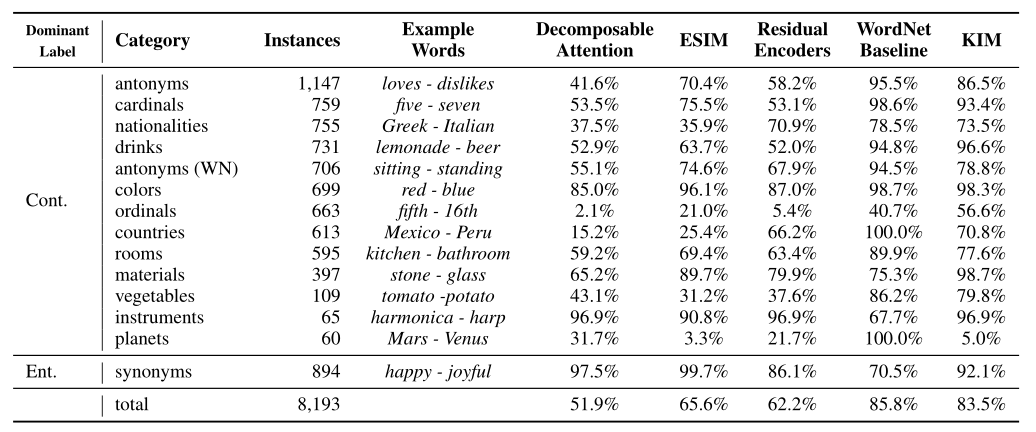 Dominant Label Category Instances Example Words Decomposable Attention ESIM Residual Encoders WordNet Baseline KIM
antonyms 1,147 loves - dislikes 41.6% 70.4% 58.2% 95.5% 86.5%
cardinals 759 five - seven 53.5% 75.5% 53.1% 98.6% 93.4%
nationalities 755 Greek - Italian 37.5% 35.9% 70.9% 78.5% 73.5%
drinks 731 lemonade - beer 52.9% 63.7% 52.0% 94.8% 96.6%
antonyms (WN) 706 sitting - standing 55.1% 74.6% 67.9% 94.5% 78.8%
colors 699 red - blue 85.0% 96.1% 87.0% 98.7% 98.3%
Cont. ordinals 663 fifth - 16th 2.1% 21.0% 5.4% 40.7% 56.6%
countries 613 Mexico - Peru 15.2% 25.4% 66.2% 100.0% 70.8%
rooms 595 kitchen - bathroom 59.2% 69.4% 63.4% 89.9% 77.6%
materials 397 stone - glass 65.2% 89.7% 79.9% 75.3% 98.7%
vegetables 109 tomato -potato 43.1% 31.2% 37.6% 86.2% 79.8%
instruments 65 harmonica - harp 96.9% 90.8% 96.9% 67.7% 96.9%
planets 60 Mars - Venus 31.7% 3.3% 21.7% 100.0% 5.0%
Ent. synonyms 894 happy - joyful 97.5% 99.7% 86.1% 70.5% 92.1%
total 8,193 51.9% 65.6% 62.2% 85.8% 83.5%